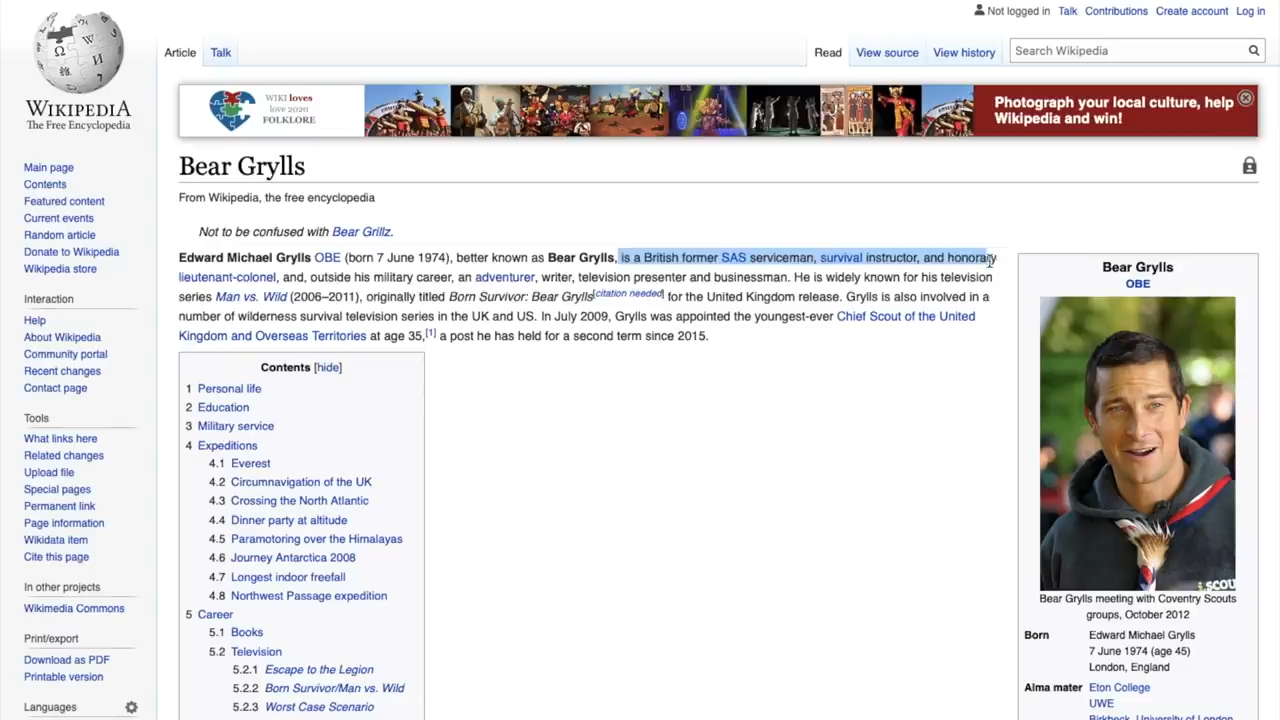 Not logged in Talk Contributions Create account Log in
WIKIPEDIA
The Free Encyclopedia
Article Talk
Read View source View history
Search Wikipedia
WIKI loves
love 2020
FOLKLORE
Photograph your local culture, help
Wikipedia and win!
Main page
Contents
Featured content
Current events
Random article
Donate to Wikipedia
Wikipedia store
Interaction
Help
About Wikipedia
Community portal
Recent changes
Contact page
Tools
What links here
Related changes
Upload file
Special pages
Permanent link
Page information
Wikidata item
Cite this page
In other projects
Wikimedia Commons
Print/export
Download as PDF
Printable version
Languages
Bear Grylls
From Wikipedia, the free encyclopedia
Not to be confused with Bear Grillz.
Edward Michael Grylls OBE (born 7 June 1974), better known as Bear Grylls, is a British former SAS serviceman, survival instructor, and honorary
lieutenant-colonel, and, outside his military career, an adventurer, writer, television presenter and businessman. He is widely known for his television
series Man vs. Wild (2006–2011), originally titled Born Survivor: Bear Grylls[citation needed] for the United Kingdom release. Grylls is also involved in a
number of wilderness survival television series in the UK and US. In July 2009, Grylls was appointed the youngest-ever Chief Scout of the United
Kingdom and Overseas Territories at age 35,[1] a post he has held for a second term since 2015.
Contents [hide]
1 Personal life
2 Education
3 Military service
4 Expeditions
4.1 Everest
4.2 Circumnavigation of the UK
4.3 Crossing the North Atlantic
4.4 Dinner party at altitude
4.5 Paramotoring over the Himalayas
4.6 Journey Antarctica 2008
4.7 Longest indoor freefall
4.8 Northwest Passage expedition
5 Career
5.1 Books
5.2 Television
5.2.1 Escape to the Legion
5.2.2 Born Survivor/Man vs. Wild
5.2.3 Worst Case Scenario
Bear Grylls
OBE
SCOU
Bear Grylls meeting with Coventry Scouts
groups, October 2012
Born Edward Michael Grylls
7 June 1974 (age 45)
London, England
Alma mater Eton College
UWE
Birkbeck, University of London